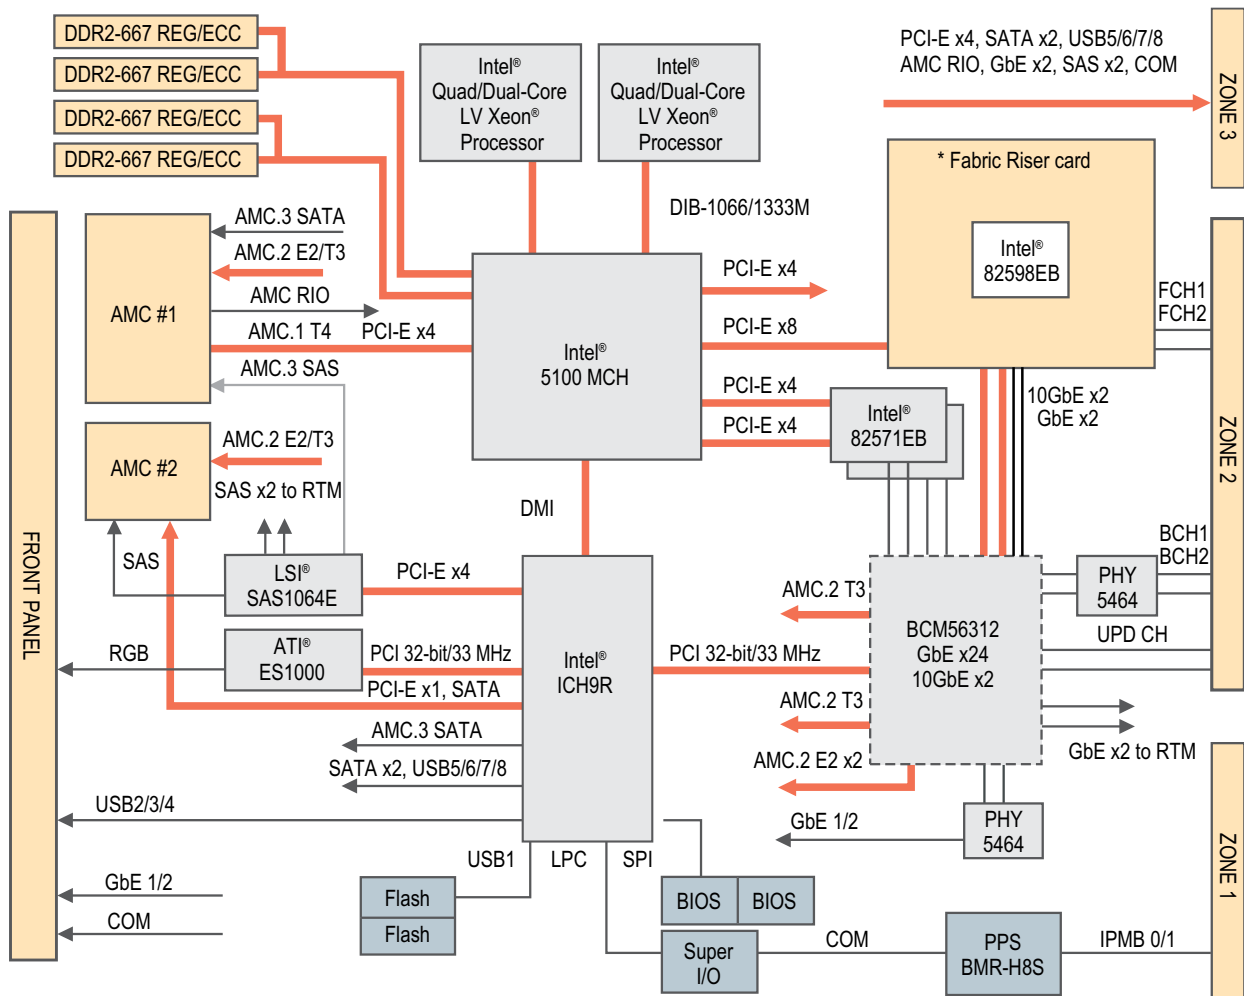 DDR2-667 REG/ECC
DDR2-667 REG/ECC
DDR2-667 REG/ECC
DDR2-667 REG/ECC
Intel®
Quad/Dual-Core
LV Xeon®
Processor
Intel®
Quad/Dual-Core
LV Xeon®
Processor
PCI-E x4, SATA x2, USB5/6/7/8
AMC RIO, GbE x2, SAS x2, COM
ZONE 3
* Fabric Riser card
Intel®
82598EB
DIB-1066/1333M
AMC #1
AMC.3 SATA
AMC.2 E2/T3
AMC RIO
AMC.1 T4
PCI-E x4
AMC.3 SAS
Intel®
5100 MCH
PCI-E x4
PCI-E x8
PCI-E x4
PCI-E x4
Intel®
82571EB
FCH1
FCH2
10GbE x2
GbE x2
ZONE 2
AMC #2
AMC.2 E2/T3
SAS x2 to RTM
DMI
FRONT PANEL
SAS
LSI®
SAS1064E
PCI-E x4
ATI®
ES1000
RGB
PCI 32-bit/33 MHz
PCI-E x1, SATA
Intel®
ICH9R
PCI 32-bit/33 MHz
AMC.2 T3
AMC.2 T3
AMC.2 E2 x2
BCM56312
GbE x24
10GbE x2
PHY
5464
BCH1
BCH2
UPD CH
GbE x2 to RTM
AMC.3 SATA
SATA x2, USB5/6/7/8
USB2/3/4
GbE 1/2
PHY
5464
USB1
LPC
SPI
GbE 1/2
COM
Flash
Flash
BIOS
BIOS
Super
I/O
COM
PPS
BMR-H8S
IPMB 0/1
ZONE 1